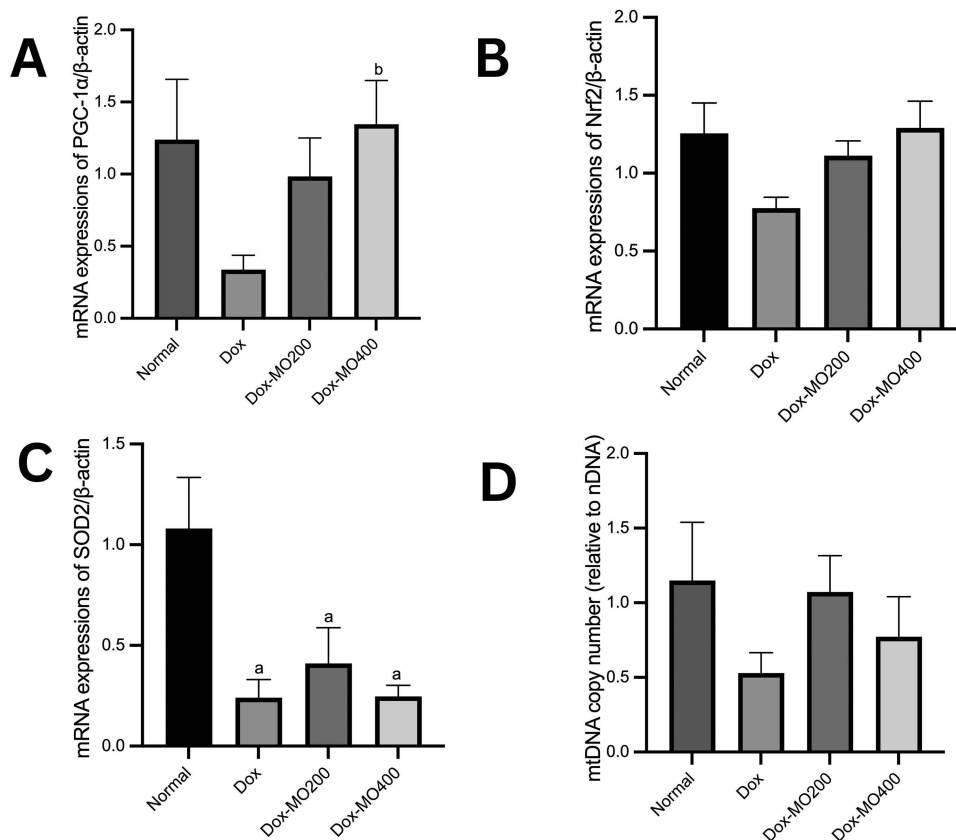 A
mRNA expressions of PGC-1α/β-actin
2.0
1.5
1.0
0.5
0.0
b
Normal
Dox
Dox-MO200
Dox-MO400
B
mRNA expressions of Nrf2/β-actin
2.0
1.5
1.0
0.5
0.0
Normal
Dox
Dox-MO200
Dox-MO400
C
mRNA expressions of SOD2/β-actin
1.5
1.0
0.5
0.0
a
a
a
Normal
Dox
Dox-MO200
Dox-MO400
D
mtDNA copy number (relative to nDNA)
2.0
1.5
1.0
0.5
0.0
Normal
Dox
Dox-MO200
Dox-MO400